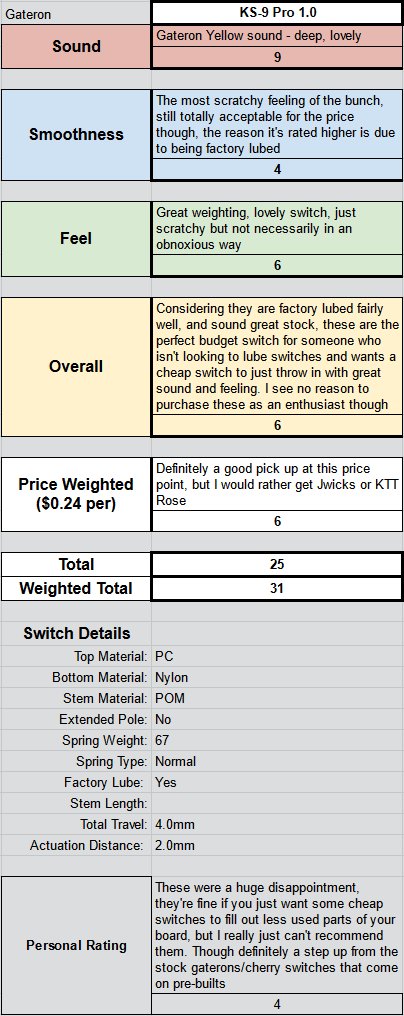 Gateron
KS-9 Pro 1.0
Sound
Gateron Yellow sound - deep, lovely
9
Smoothness
The most scratchy feeling of the bunch,
still totally acceptable for the price
though, the reason it's rated higher is due
to being factory lubed
4
Feel
Great weighting, lovely switch, just
scratchy but not necessarily in an
obnoxious way
6
Overall
Considering they are factory lubed fairly
well, and sound great stock, these are the
perfect budget switch for someone who
isn't looking to lube switches and wants a
cheap switch to just throw in with great
sound and feeling. I see no reason to
purchase these as an enthusiast though
6
Price Weighted
($0.24 per)
Definitely a good pick up at this price
point, but I would rather get Jwicks or KTT
Rose
6
Total
25
Weighted Total
31
Switch Details
Top Material: PC
Bottom Material: Nylon
Stem Material: POM
Extended Pole: No
Spring Weight: 67
Spring Type: Normal
Factory Lube: Yes
Stem Length:
Total Travel: 4.0mm
Actuation Distance: 2.0mm
Personal Rating
These were a huge disappointment,
they're fine if you just want some cheap
switches to fill out less used parts of your
board, but I really just can't recommend
them. Though definitely a step up from the
stock gaterons/cherry switches that come
on pre-builts
4